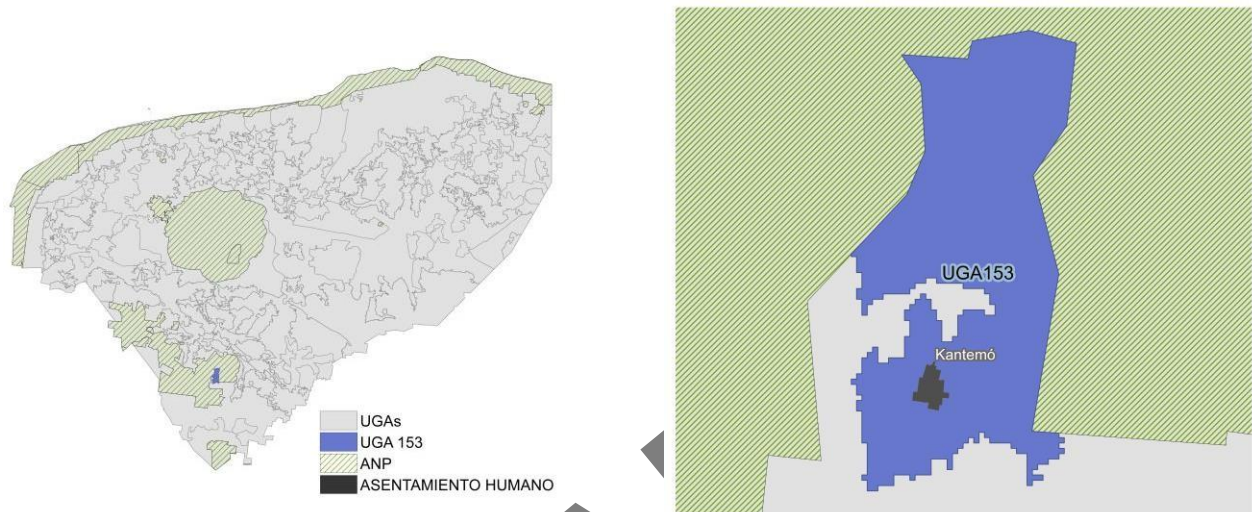 UGAs
UGA 153
ANP
ASENTAMIENTO HUMANO
UGA153
Kantemó